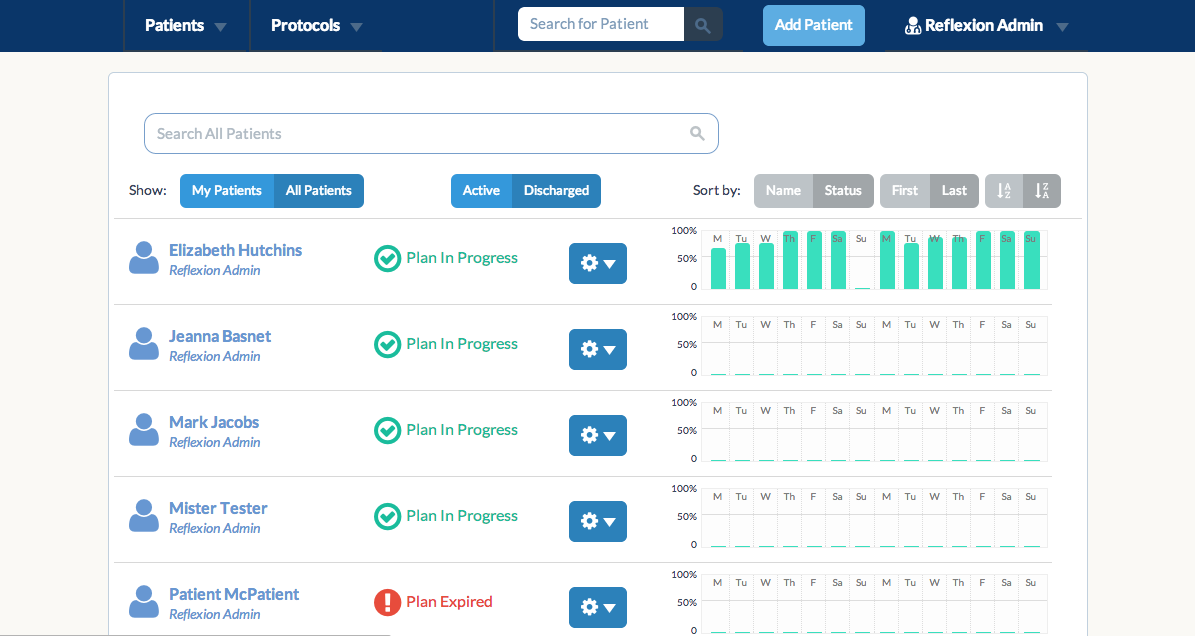 Patients Protocols Search for Patient Add Patient Reflexion Admin
Search All Patients
Show: My Patients All Patients Active Discharged Sort by: Name Status First Last A Z Z A
Elizabeth Hutchins
Reflexion Admin
Plan In Progress
100%
50%
0
M Tu W Th F Sa Su M Tu W Th F Sa Su
Jeanna Basnet
Reflexion Admin
Plan In Progress
100%
50%
0
M Tu W Th F Sa Su M Tu W Th F Sa Su
Mark Jacobs
Reflexion Admin
Plan In Progress
100%
50%
0
M Tu W Th F Sa Su M Tu W Th F Sa Su
Mister Tester
Reflexion Admin
Plan In Progress
100%
50%
0
M Tu W Th F Sa Su M Tu W Th F Sa Su
Patient McPatient
Reflexion Admin
Plan Expired
100%
50%
0
M Tu W Th F Sa Su M Tu W Th F Sa Su